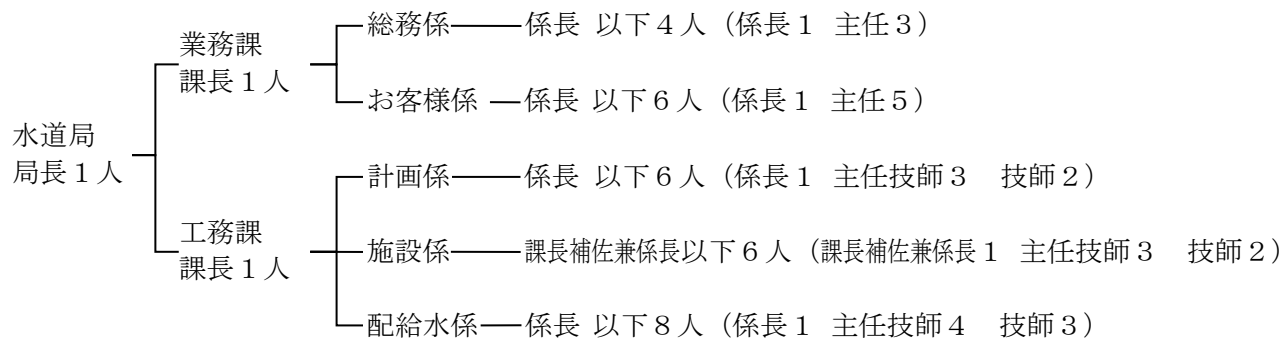 水道局
局長１人
業務課
課長１人
総務係 係長 以下４人（係長１ 主任３）
お客様係 係長 以下６人（係長１ 主任５）
工務課
課長１人
計画係 係長 以下６人（係長１ 主任技師３ 技師２）
施設係 課長補佐兼係長以下６人（課長補佐兼係長１ 主任技師３ 技師２）
配給水係 係長 以下８人（係長１ 主任技師４ 技師３）